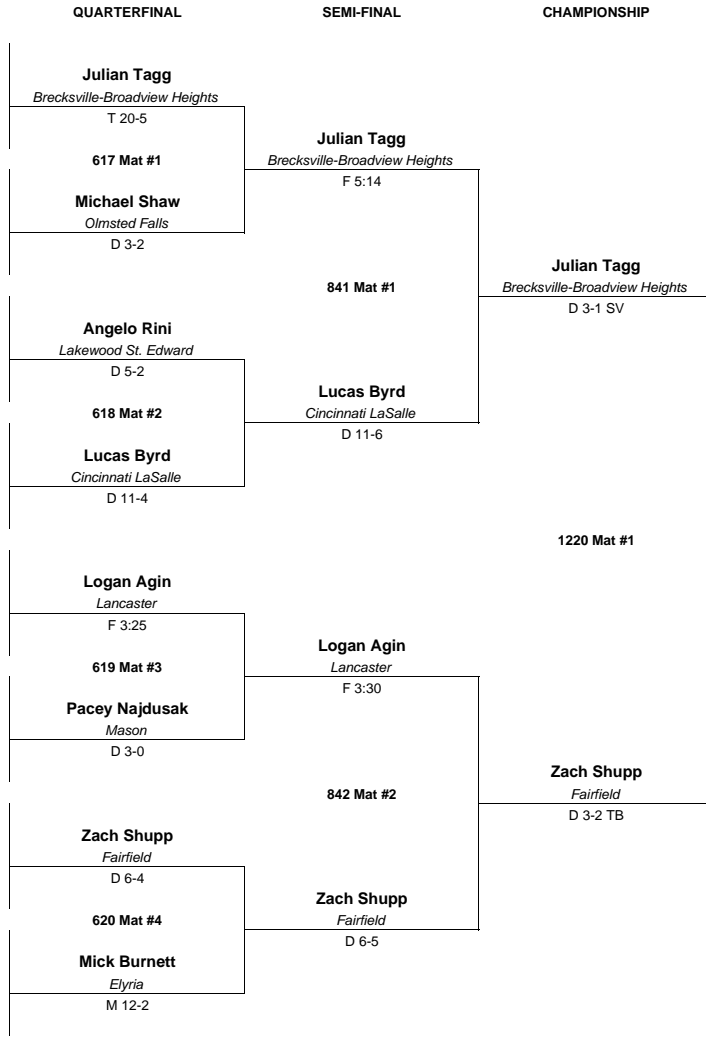 QUARTERFINAL SEMI-FINAL CHAMPIONSHIP
Julian Tagg
Brecksville-Broadview Heights
T 20-5
617 Mat #1
Michael Shaw
Olmsted Falls
D 3-2
Angelo Rini
Lakewood St. Edward
D 5-2
618 Mat #2
Lucas Byrd
Cincinnati LaSalle
D 11-4
Logan Agin
Lancaster
F 3:25
619 Mat #3
Pacey Najdusak
Mason
D 3-0
Zach Shupp
Fairfield
D 6-4
620 Mat #4
Mick Burnett
Elyria
M 12-2
Julian Tagg
Brecksville-Broadview Heights
F 5:14
841 Mat #1
Lucas Byrd
Cincinnati LaSalle
D 11-6
Logan Agin
Lancaster
F 3:30
842 Mat #2
Zach Shupp
Fairfield
D 6-5
Julian Tagg
Brecksville-Broadview Heights
D 3-1 SV
1220 Mat #1
Zach Shupp
Fairfield
D 3-2 TB